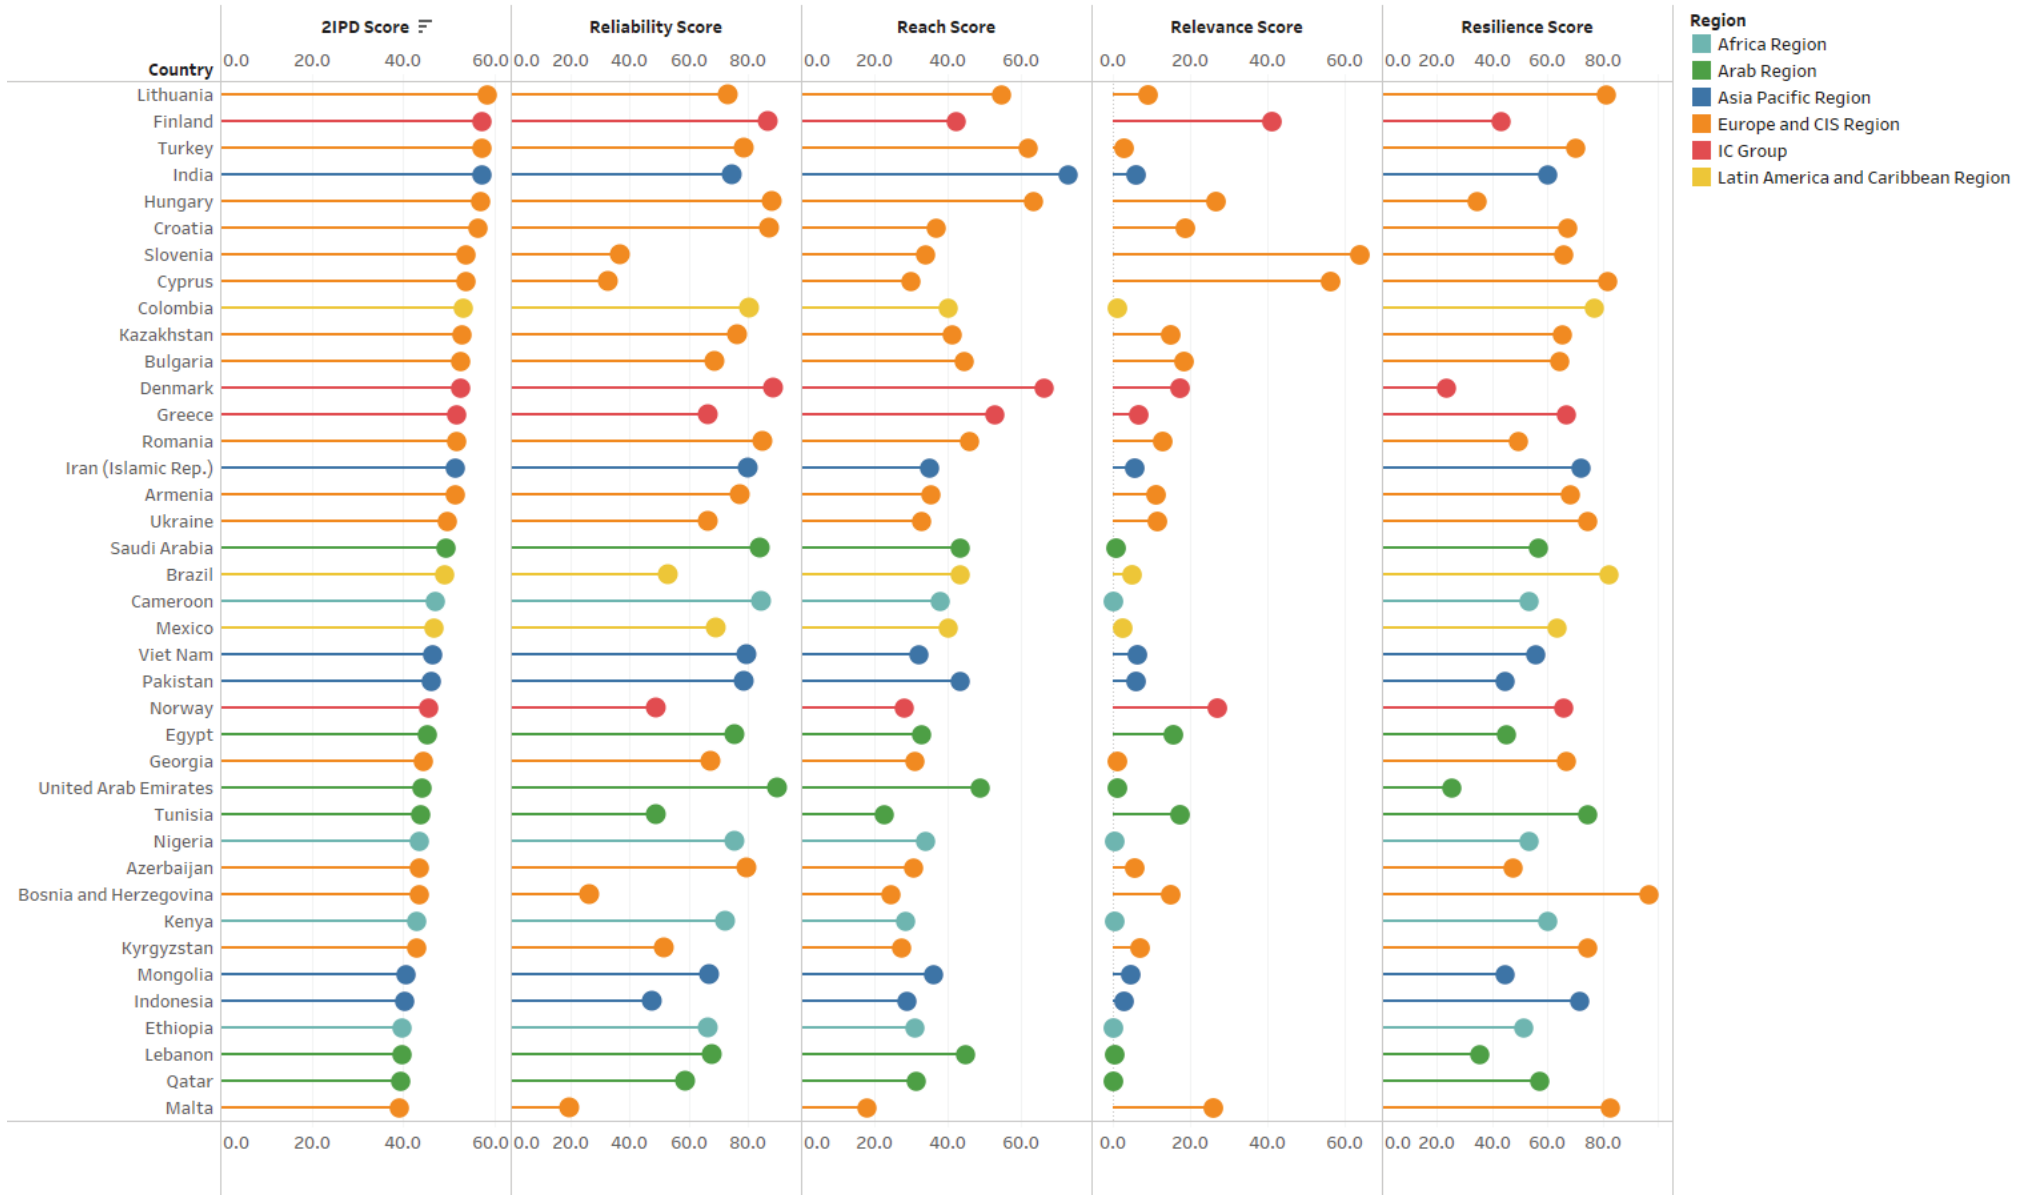 2IPD Score Reliability Score Reach Score Relevance Score Resilience Score
Country 0.0 20.0 40.0 60.0 0.0 20.0 40.0 60.0 80.0 0.0 20.0 40.0 60.0 0.0 20.0 40.0 60.0 0.0 20.0 40.0 60.0 80.0
Lithuania
Finland
Turkey
India
Hungary
Croatia
Slovenia
Cyprus
Colombia
Kazakhstan
Bulgaria
Denmark
Greece
Romania
Iran (Islamic Rep.)
Armenia
Ukraine
Saudi Arabia
Brazil
Cameroon
Mexico
Viet Nam
Pakistan
Norway
Egypt
Georgia
United Arab Emirates
Tunisia
Nigeria
Azerbaijan
Bosnia and Herzegovina
Kenya
Kyrgyzstan
Mongolia
Indonesia
Ethiopia
Lebanon
Qatar
Malta
0.0 20.0 40.0 60.0 0.0 20.0 40.0 60.0 80.0 0.0 20.0 40.0 60.0 0.0 20.0 40.0 60.0 0.0 20.0 40.0 60.0 80.0
Region
Africa Region
Arab Region
Asia Pacific Region
Europe and CIS Region
IC Group
Latin America and Caribbean Region